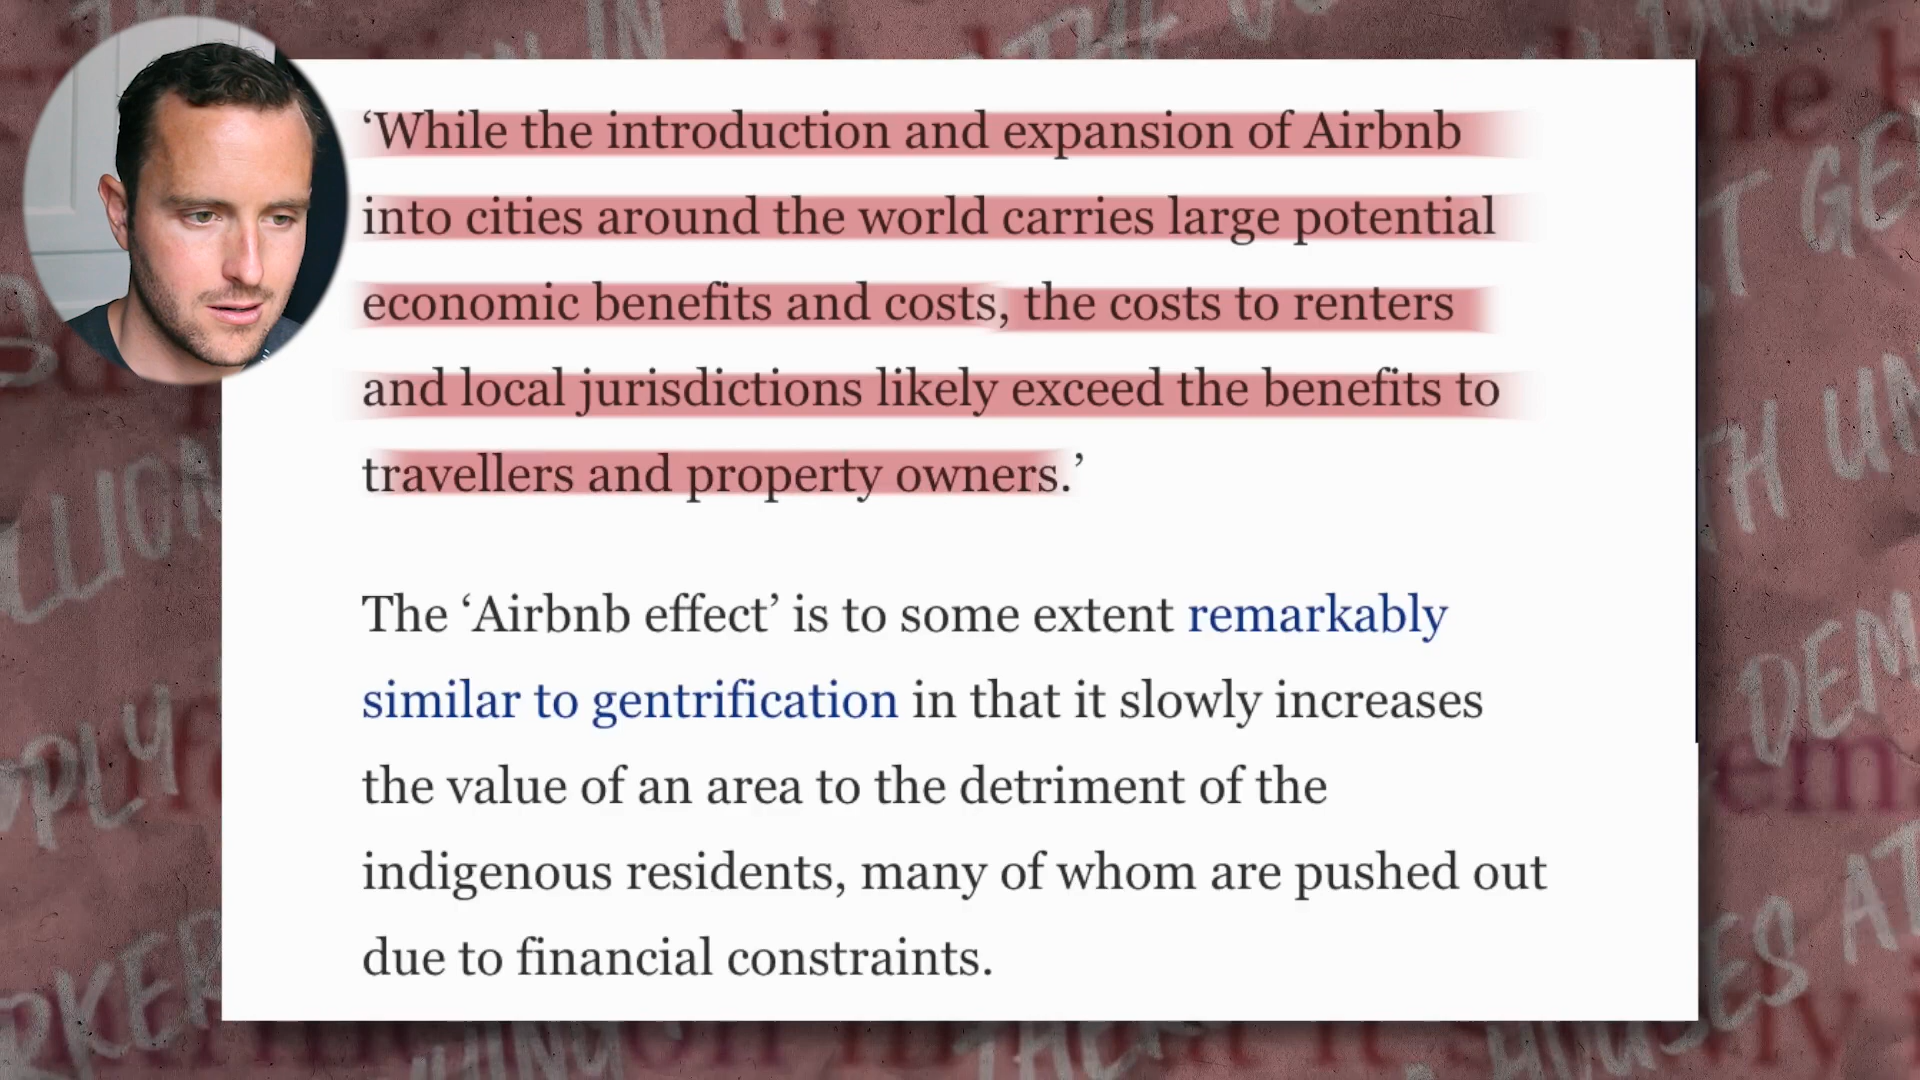 ‘While the introduction and expansion of Airbnb
into cities around the world carries large potential
economic benefits and costs, the costs to renters
and local jurisdictions likely exceed the benefits to
travellers and property owners.’
The ‘Airbnb effect’ is to some extent remarkably
similar to gentrification in that it slowly increases
the value of an area to the detriment of the
indigenous residents, many of whom are pushed out
due to financial constraints.